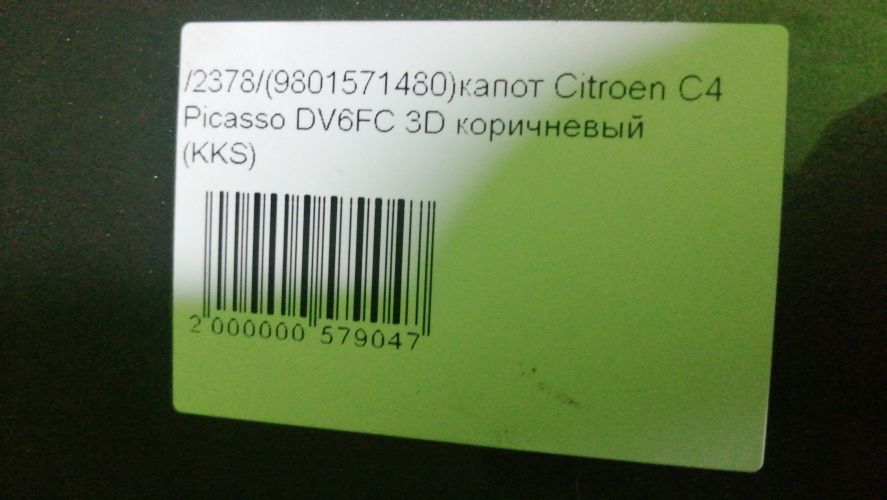 /2378/(9801571480)капот Citroen C4
Picasso DV6FC 3D коричневый
(KKS)
2 000000 579047